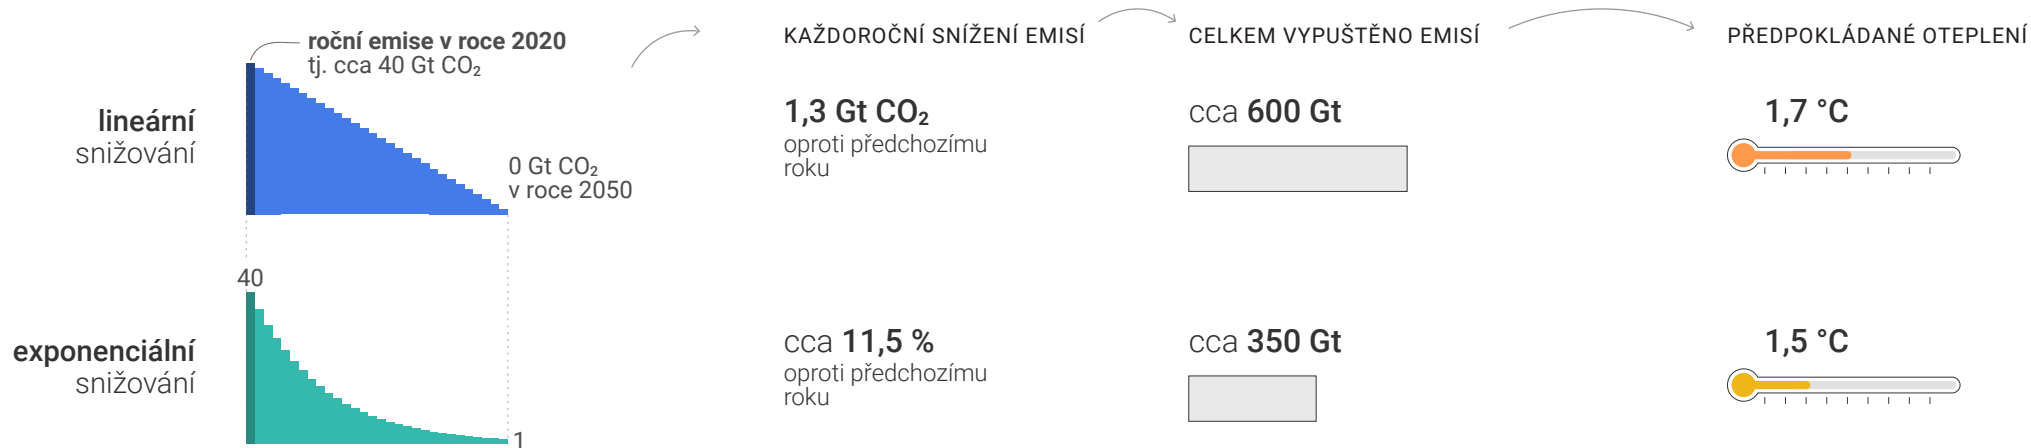 KAŽDOROČNÍ SNÍŽENÍ EMISÍ
CELKEM VYPUŠTĚNO EMISÍ
PŘEDPOKLÁDANÉ OTEPLENÍ
roční emise v roce 2020
tj. cca 40 Gt CO₂
lineární
snižování
0 Gt CO₂
v roce 2050
1,3 Gt CO₂
oproti předchozímu
roku
cca 600 Gt
1,7 °C
40
exponenciální
snižování
1
cca 11,5 %
oproti předchozímu
roku
cca 350 Gt
1,5 °C